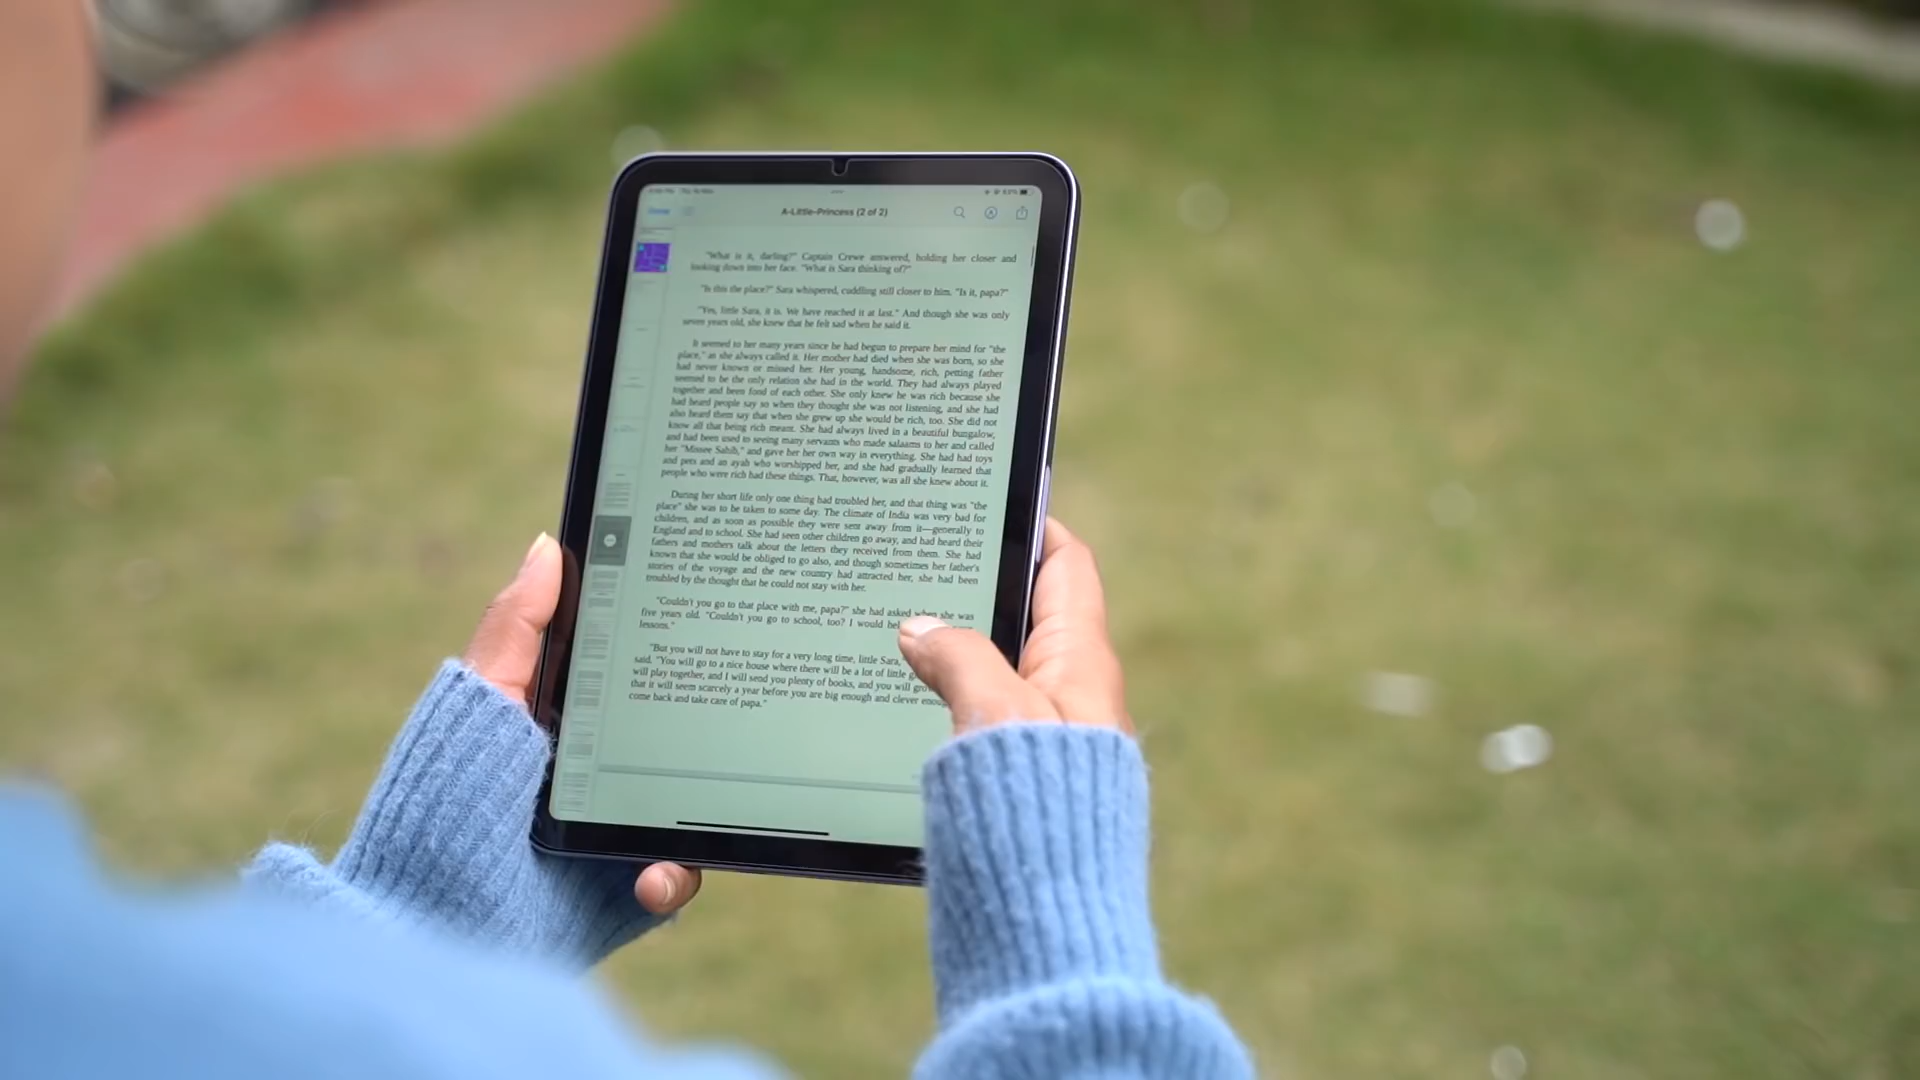 Home
A-Little-Princess (2 of 2)
"What is it, darling?" Captain Crewe answered, holding her closer and
looking down into her face. "What is Sara thinking of?"
"Is this the place?" Sara whispered, cuddling still closer to him. "Is it, papa?"
"Yes, little Sara, it is. We have reached it at last." And though she was only
seven years old, she knew that he felt sad when he said it.
It seemed to her many years since he had begun to prepare her mind for "the
place," as she always called it. Her mother had died when she was born, so she
had never known or missed her. Her young, handsome, rich, petting father
seemed to be the only relation she had in the world. They had always played
together and been fond of each other. She only knew he was rich because she
had heard people say so when they thought she was not listening, and she had
also heard them say that when she grew up she would be rich, too. She did not
know all that being rich meant. She had always lived in a beautiful bungalow,
and had been used to seeing many servants who made salaams to her and called
her "Missee Sahib," and gave her her own way in everything. She had had toys
and pets and an ayah who worshipped her, and she had gradually learned that
people who were rich had these things. That, however, was all she knew about it.
During her short life only one thing had troubled her, and that thing was "the
place" she was to be taken to some day. The climate of India was very bad for
children, and as soon as possible they were sent away from it—generally to
England and to school. She had seen other children go away, and had heard their
fathers and mothers talk about the letters they received from them. She had
known that she would be obliged to go also, and though sometimes her father's
stories of the voyage and the new country had attracted her, she had been
troubled by the thought that he could not stay with her.
"Couldn't you go to that place with me, papa?" she had asked when she was
five years old. "Couldn't you go to school, too? I would
lessons."
"But you will not have to stay for a very long time, little Sara,"
said. "You will go to a nice house where there will be a lot of little
will play together, and I will send you plenty of books, and you will
that it will seem scarcely a year before you are big enough and clever
come back and take care of papa."